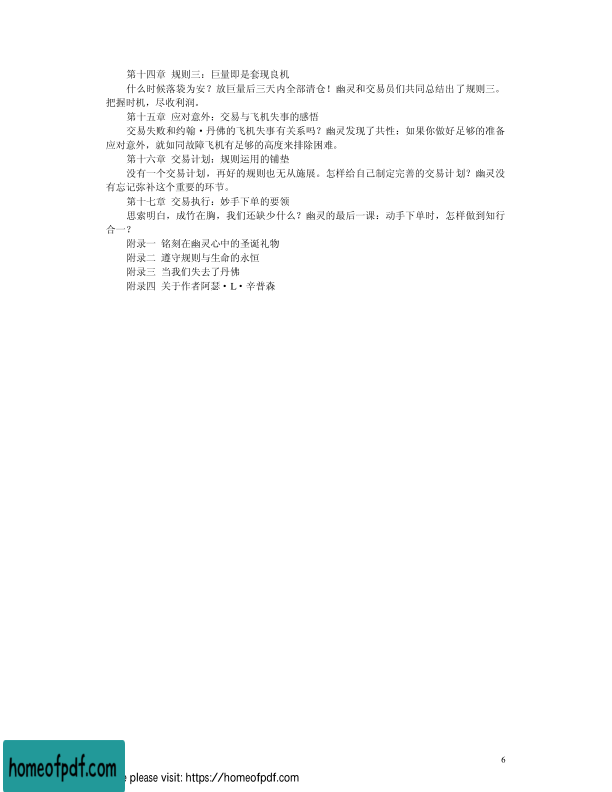 第十四章 规则三：巨量即是套现良机
什么时候落袋为安？放巨量后三天内全部清仓！幽灵和交易员们共同总结出了规则三。
把握时机，尽收利润。
第十五章 应对意外：交易与飞机失事的感悟
交易失败和约翰·丹佛的飞机失事有关系吗？幽灵发现了共性：如果你做好足够的准备
应对意外，就如同故障飞机有足够的高度来排除困难。
第十六章 交易计划：规则运用的铺垫
没有一个交易计划，再好的规则也无从施展。怎样给自己制定完善的交易计划？幽灵没
有忘记弥补这个重要的环节。
第十七章 交易执行：妙手下单的要领
思索明白，成竹在胸，我们还缺少什么？幽灵的最后一课：动手下单时，怎样做到知行
合一？
附录一 铭刻在幽灵心中的圣诞礼物
附录二 遵守规则与生命的永恒
附录三 当我们失去了丹佛
附录四 关于作者阿瑟·L·辛普森
6
homeofpdf.com
e please visit: https://homeofpdf.com